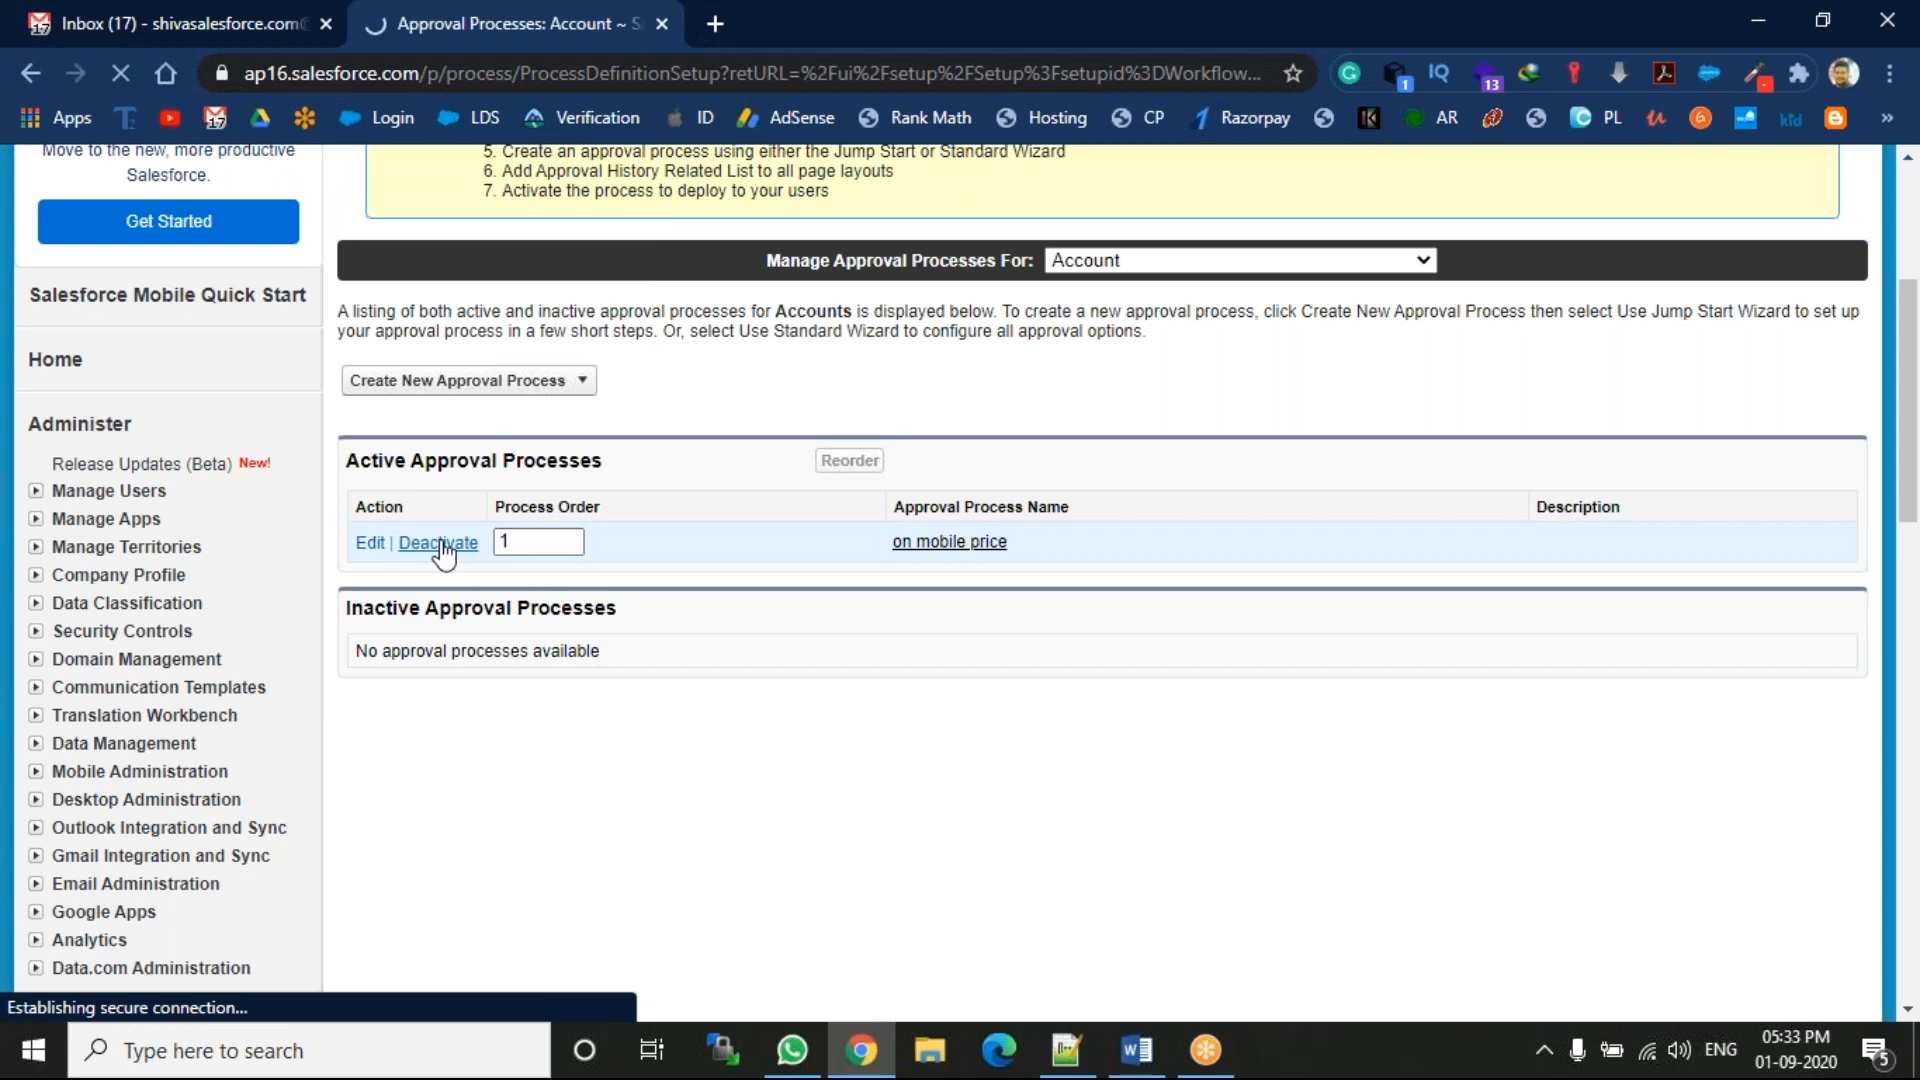 Inbox (17) - shivasalesforce.com
Approval Processes: Account ~ S
ap16.salesforce.com/p/process/ProcessDefinitionSetup?retURL=%2Fui%2Fsetup%2FSetup%3Fsetupid%3DWorkflow...
1
IQ
13
Apps
17
Login
LDS
Verification
ID
AdSense
Rank Math
Hosting
CP
Razorpay
AR
PL
kid
»
Move to the new, more productive
Salesforce.
Get Started
Salesforce Mobile Quick Start
Home
Administer
Release Updates (Beta) New!
Manage Users
Manage Apps
Manage Territories
Company Profile
Data Classification
Security Controls
Domain Management
Communication Templates
Translation Workbench
Data Management
Mobile Administration
Desktop Administration
Outlook Integration and Sync
Gmail Integration and Sync
Email Administration
Google Apps
Analytics
Data.com Administration
5. Create an approval process using either the Jump Start or Standard Wizard
6. Add Approval History Related List to all page layouts
7. Activate the process to deploy to your users
Manage Approval Processes For: Account
A listing of both active and inactive approval processes for Accounts is displayed below. To create a new approval process, click Create New Approval Process then select Use Jump Start Wizard to set up
your approval process in a few short steps. Or, select Use Standard Wizard to configure all approval options.
Create New Approval Process
Active Approval Processes
Reorder
Action Process Order Approval Process Name Description
Edit | Deactivate 1 on mobile price
Inactive Approval Processes
No approval processes available
Establishing secure connection...
Type here to search
ENG
05:33 PM
01-09-2020
5